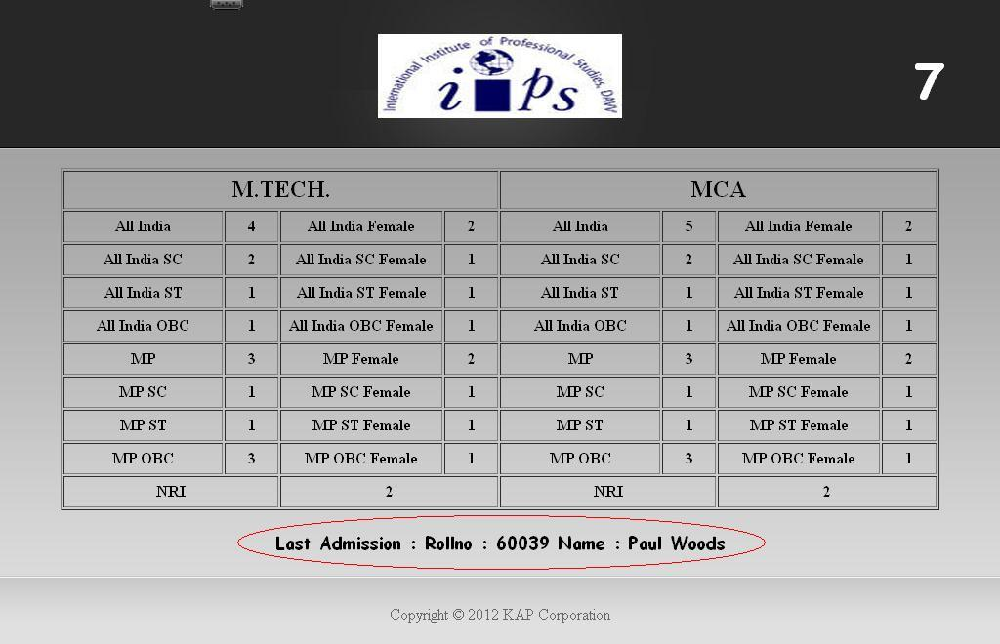 International Institute of Professional Studies, DAVV
i ps
7
M.TECH. MCA
All India 4 All India Female 2 All India 5 All India Female 2
All India SC 2 All India SC Female 1 All India SC 2 All India SC Female 1
All India ST 1 All India ST Female 1 All India ST 1 All India ST Female 1
All India OBC 1 All India OBC Female 1 All India OBC 1 All India OBC Female 1
MP 3 MP Female 2 MP 3 MP Female 2
MP SC 1 MP SC Female 1 MP SC 1 MP SC Female 1
MP ST 1 MP ST Female 1 MP ST 1 MP ST Female 1
MP OBC 3 MP OBC Female 1 MP OBC 3 MP OBC Female 1
NRI 2 NRI 2
Last Admission : Rollno : 60039 Name : Paul Woods
Copyright © 2012 KAP Corporation